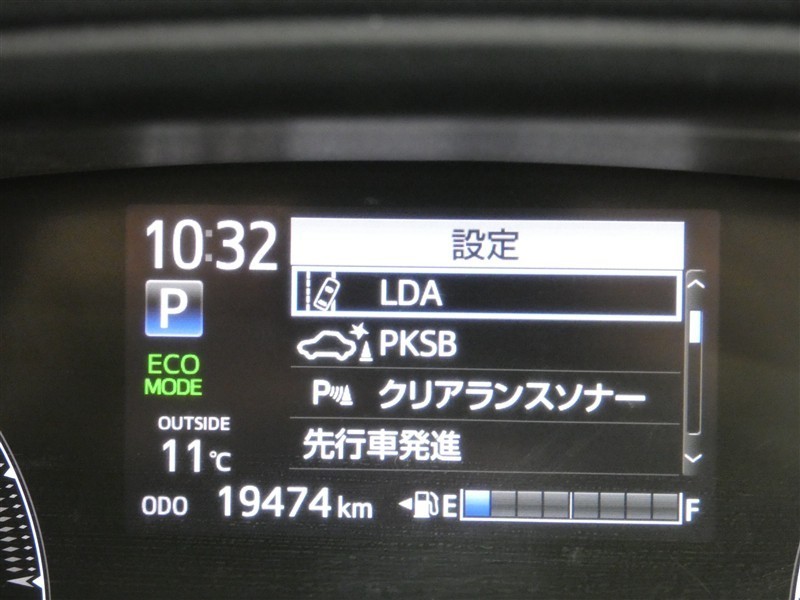 10:32
設定
P
LDA
PKSB
ECO
MODE
P クリアランスソナー
OUTSIDE
11℃
先行車発進
ODO 19474 km
E F